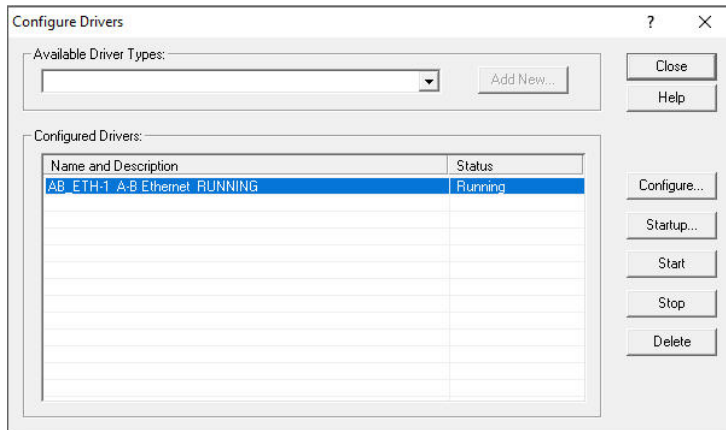 Configure Drivers
?
X
Available Driver Types:
Add New...
Close
Help
Configured Drivers:
Name and Description
Status
AB_ETH-1 A-B Ethernet RUNNING
Running
Configure...
Startup...
Start
Stop
Delete